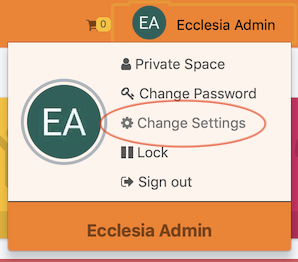 0
EA Ecclesia Admin
Private Space
Change Password
EA
Change Settings
Lock
Sign out
Ecclesia Admin